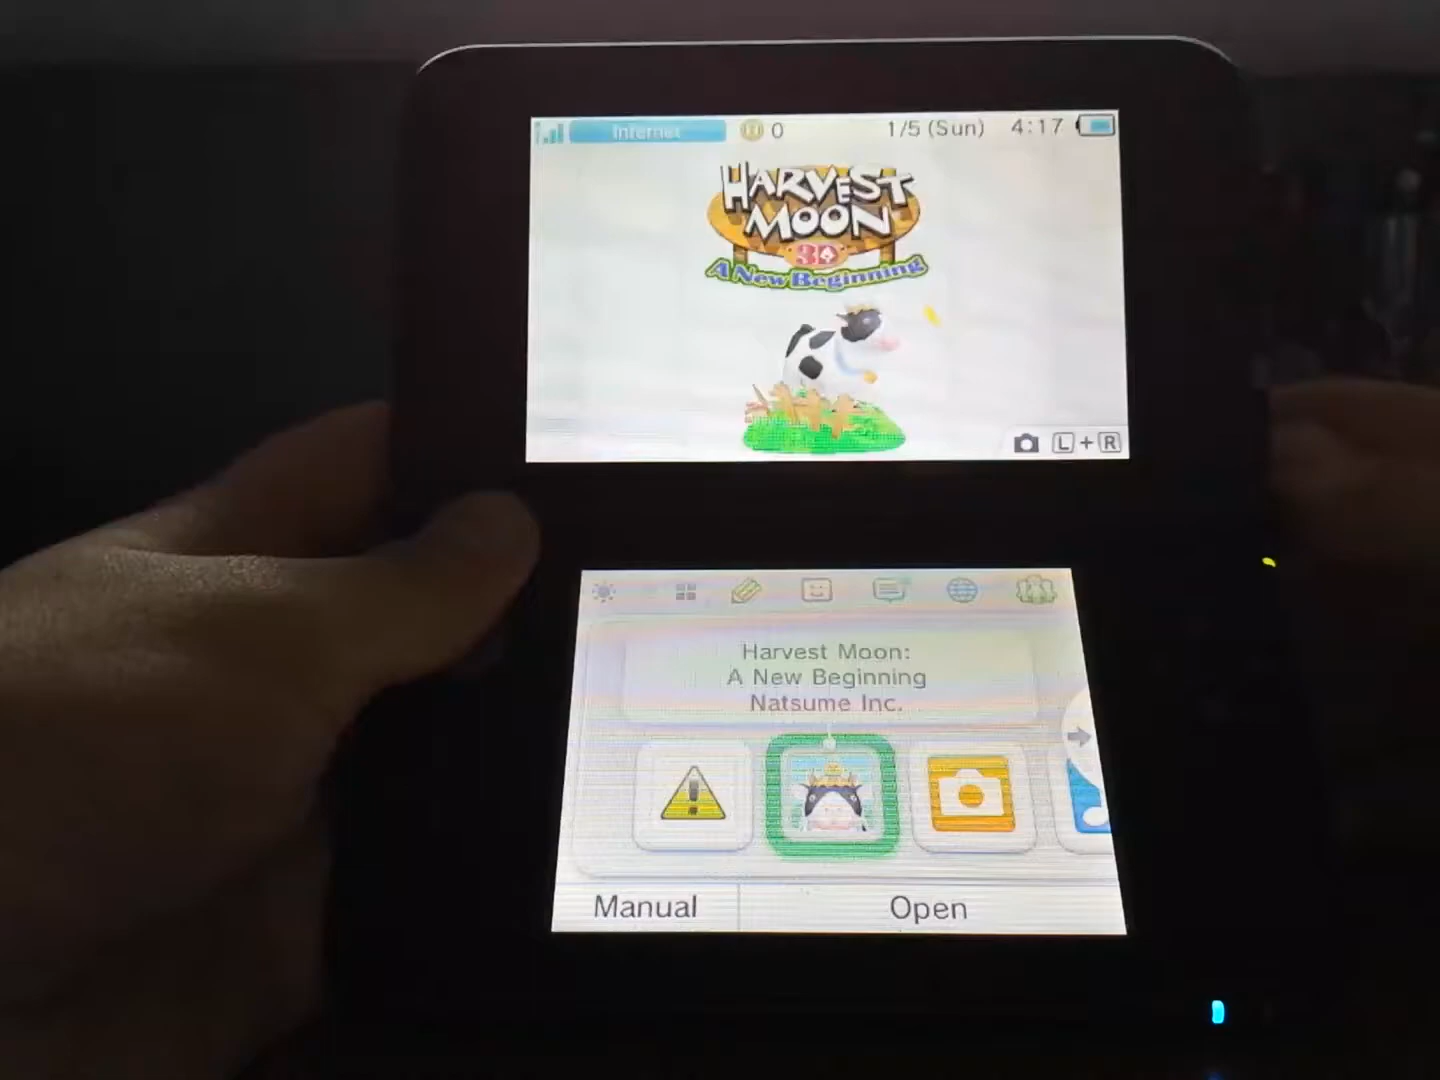 Internet
0
1/5 (Sun)
4:17
HARVEST
MOON
3D
A New Beginning
L + R
Harvest Moon:
A New Beginning
Natsume Inc.
Manual
Open